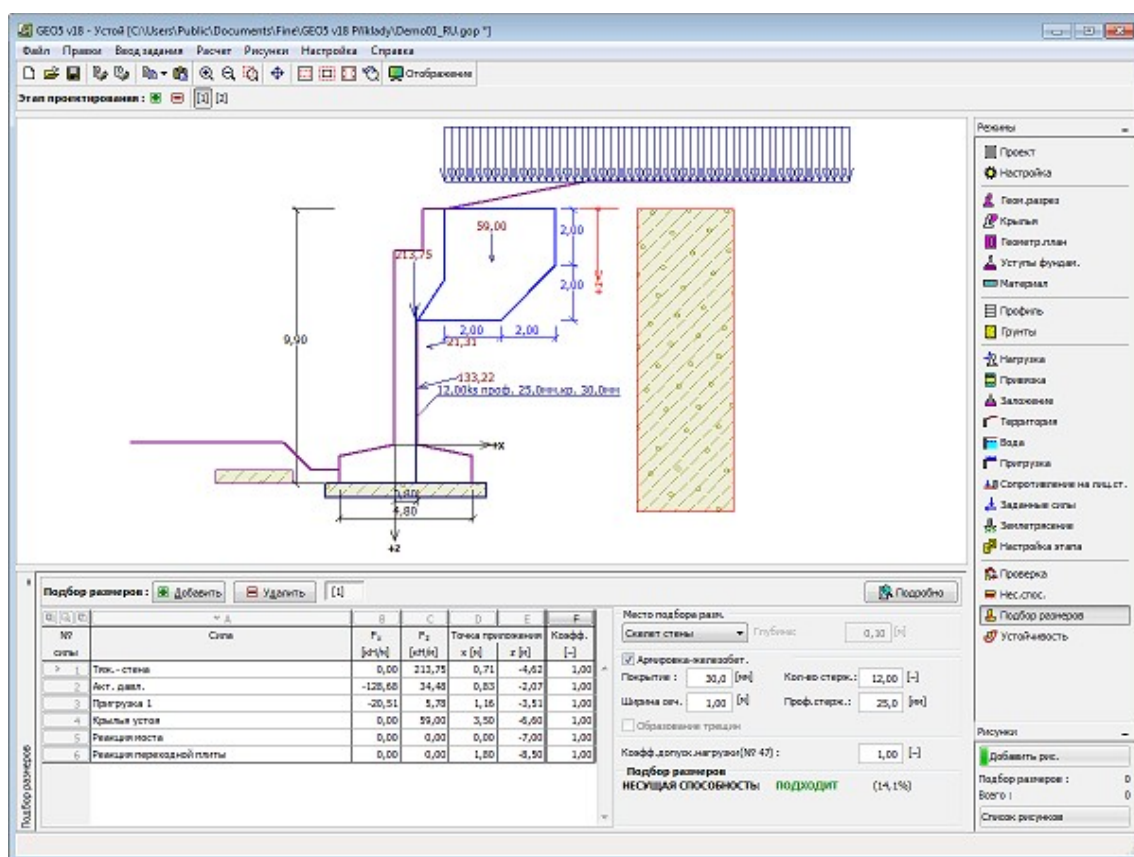 GEO5 v18 - Устой [C:\Users\Public\Documents\Fine\GEO5 v18 Příklady\Demo01_RU.gop *]
Файл Правки Ввод задания Расчет Рисунки Настройка Справка
Отображение
Этап проектирования : [1] [2]
59,00
213,75
2,00
2,00
+z
2,00 2,00
9,90
21,31
133,22
12,00ks проф. 25,0мм,кр. 30,0мм
+x
0,80
4,80
+z
Режимы
Проект
Настройка
Геом.разрез
Крылья
Геометр.план
Уступы фундам.
Материал
Профиль
Грунты
Нагрузка
Привязка
Заложение
Территория
Вода
Пригрузка
Сопротивление на лиц.ст.
Заданные силы
Землетрясение
Настройка этапа
Проверка
Нес.спос.
Подбор размеров
Устойчивость
Рисунки
Добавить рис.
Подбор размеров : 0
Всего : 0
Список рисунков
Подбор размеров
Подбор размеров : Добавить Удалить [1] Подробно
A B C D E F
№ Сила Fx Fz Точка приложения Коэфф.
силы [кН/м] [кН/м] x [м] z [м] [–]
1 Тяж.- стена 0,00 213,75 0,71 -4,62 1,00
2 Акт. давл. -128,68 34,48 0,83 -2,07 1,00
3 Пригрузка 1 -20,51 5,78 1,16 -3,51 1,00
4 Крылья устоя 0,00 59,00 3,50 -6,60 1,00
5 Реакция моста 0,00 0,00 0,00 -7,00 1,00
6 Реакция переходной плиты 0,00 0,00 1,80 -8,50 1,00
Место подбора разм.
Скелет стены Глубина: 0,10 [м]
Армировка-железобет.
Покрытие : 30,0 [мм] Кол-во стерж.: 12,00 [–]
Ширина сеч. 1,00 [м] Проф.стерж.: 25,0 [мм]
Образование трещин
Коэфф.допуск.нагрузки(№ 47) : 1,00 [–]
Подбор размеров
НЕСУЩАЯ СПОСОБНОСТЬ: ПОДХОДИТ (14,1%)